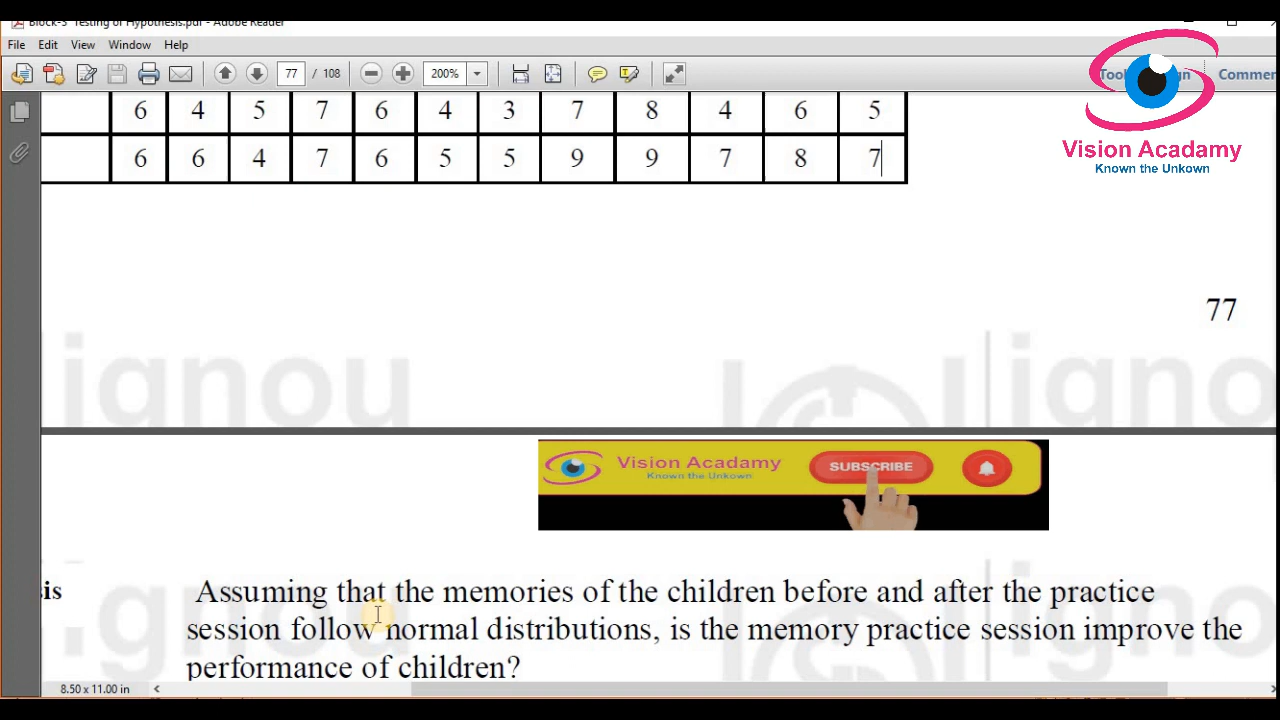 Block-3 Testing of Hypothesis.pdf - Adobe Reader
File Edit View Window Help
77 / 108 200% Comme
Vision Acadamy
Known the Unkown
6 4 5 7 6 4 3 7 8 4 6 5
6 6 4 7 6 5 5 9 9 7 8 7
77
ignou
ignou
Vision Acadamy
Known the Unkown
SUBSCRIBE
sis
Assuming that the memories of the children before and after the practice
session follow normal distributions, is the memory practice session improve the
performance of children?
8.50 x 11.00 in